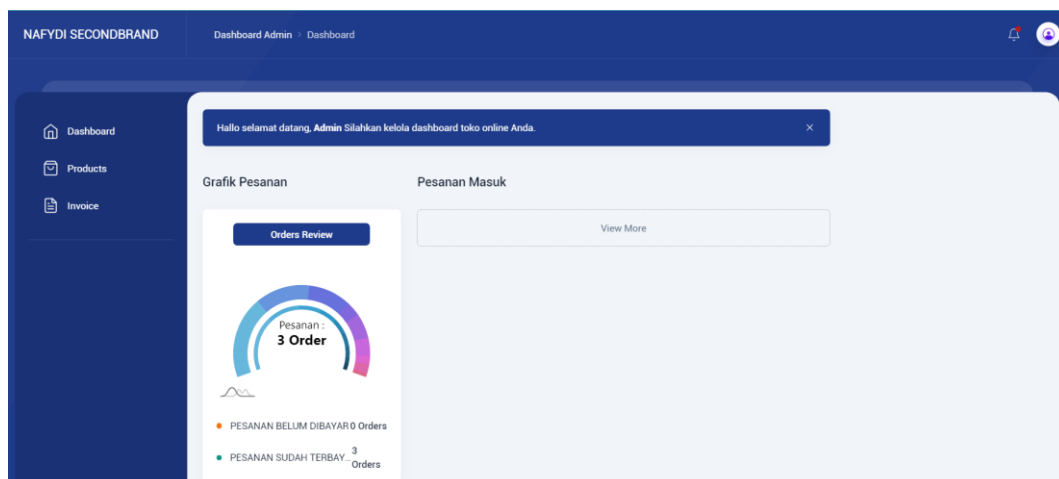 NAFYDI SECONDBRAND
Dashboard Admin > Dashboard
Dashboard
Products
Invoice
Hallo selamat datang, Admin Silahkan kelola dashboard toko online Anda.
Grafik Pesanan
Pesanan Masuk
Orders Review
View More
Pesanan :
3 Order
PESANAN BELUM DIBAYAR 0 Orders
PESANAN SUDAH TERBAY... 3 Orders